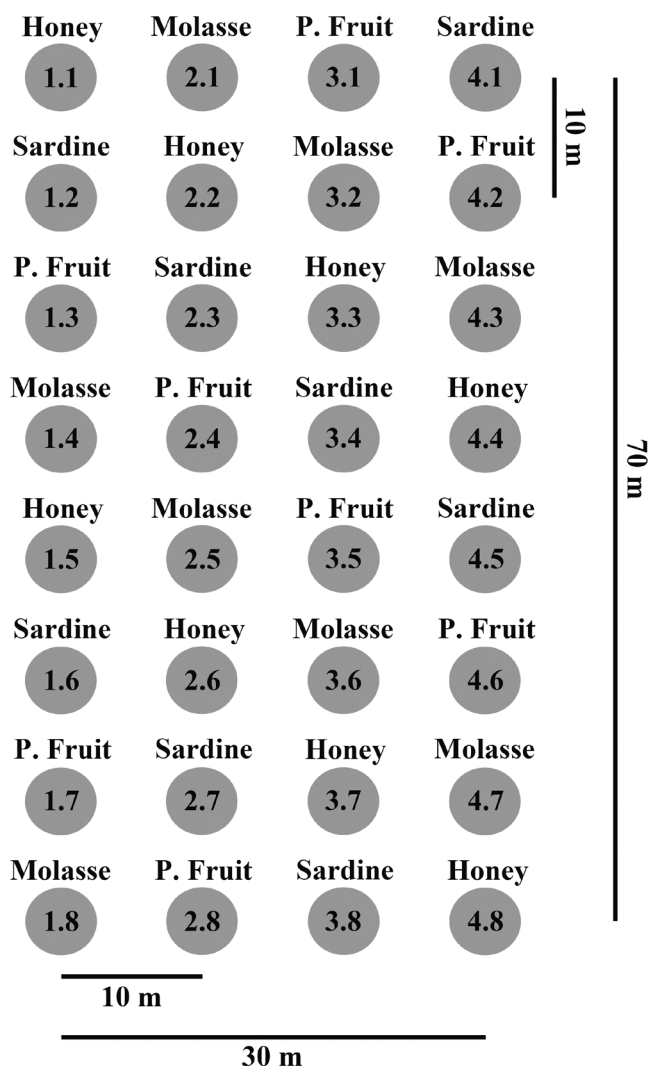 Honey Molasse P. Fruit Sardine
1.1 2.1 3.1 4.1
10 m
Sardine Honey Molasse P. Fruit
1.2 2.2 3.2 4.2
P. Fruit Sardine Honey Molasse
1.3 2.3 3.3 4.3
Molasse P. Fruit Sardine Honey
1.4 2.4 3.4 4.4
70 m
Honey Molasse P. Fruit Sardine
1.5 2.5 3.5 4.5
Sardine Honey Molasse P. Fruit
1.6 2.6 3.6 4.6
P. Fruit Sardine Honey Molasse
1.7 2.7 3.7 4.7
Molasse P. Fruit Sardine Honey
1.8 2.8 3.8 4.8
10 m
30 m